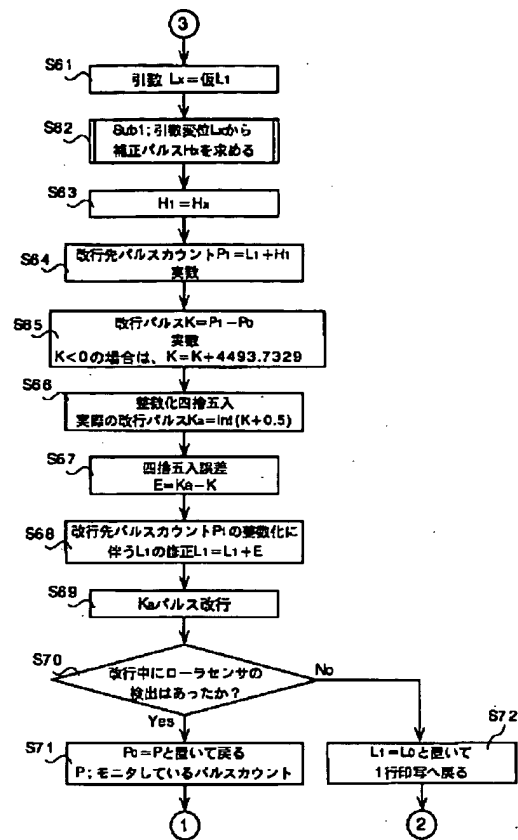 3
S61
引数 Lx=仮L1
S62
Sub1;引数変位Lxから
補正パルスHxを求める
S63
H1=Hx
S64
改行先パルスカウントP1=L1+H1
実数
S65
改行パルスK=P1-P0
実数
K<0の場合は、K=K+4493.7329
S66
整数化四捨五入
実際の改行パルスKa=int(K+0.5)
S67
四捨五入誤差
E=Ka-K
S68
改行先パルスカウントP1の整数化に
伴うL1の修正L1=L1+E
S69
Kaパルス改行
S70
改行中にローラセンサの
検出はあったか?
No
Yes
S71
P0=Pと置いて戻る
P;モニタしているパルスカウント
S72
L1=L0と置いて
1行印写へ戻る
1
2